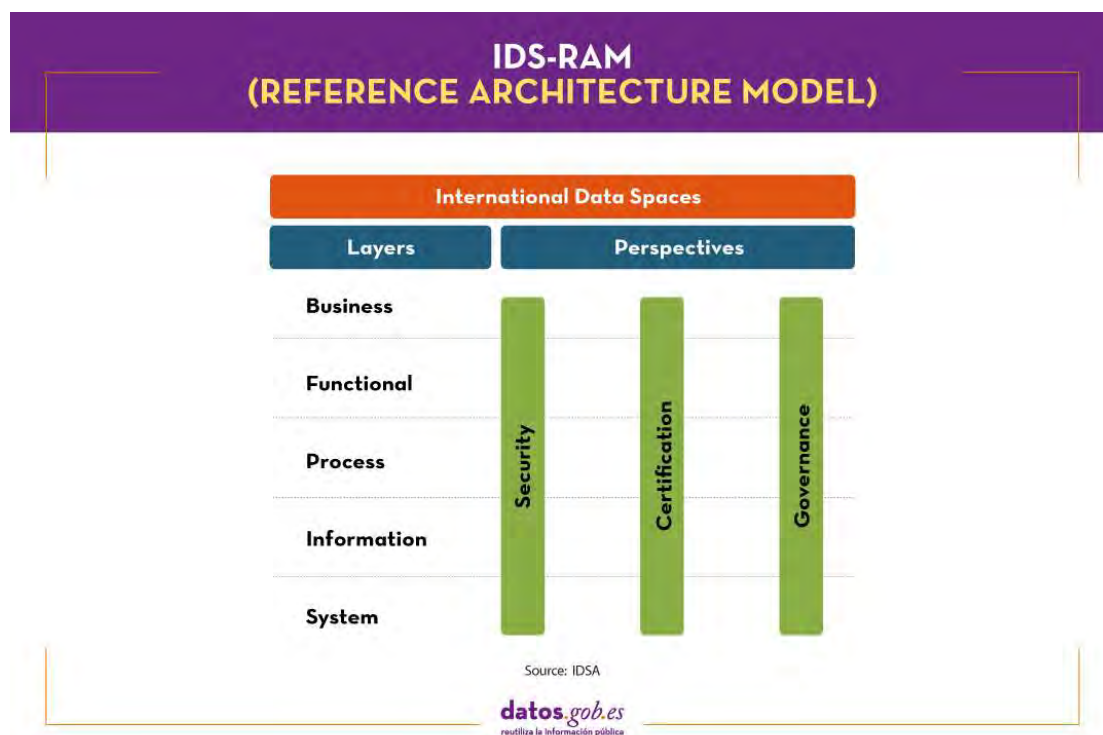 IDS-RAM
(REFERENCE ARCHITECTURE MODEL)
International Data Spaces
Layers
Perspectives
Business
Functional
Process
Information
System
Security
Certification
Governance
Source: IDSA
datos.gob.es
reutiliza la información pública